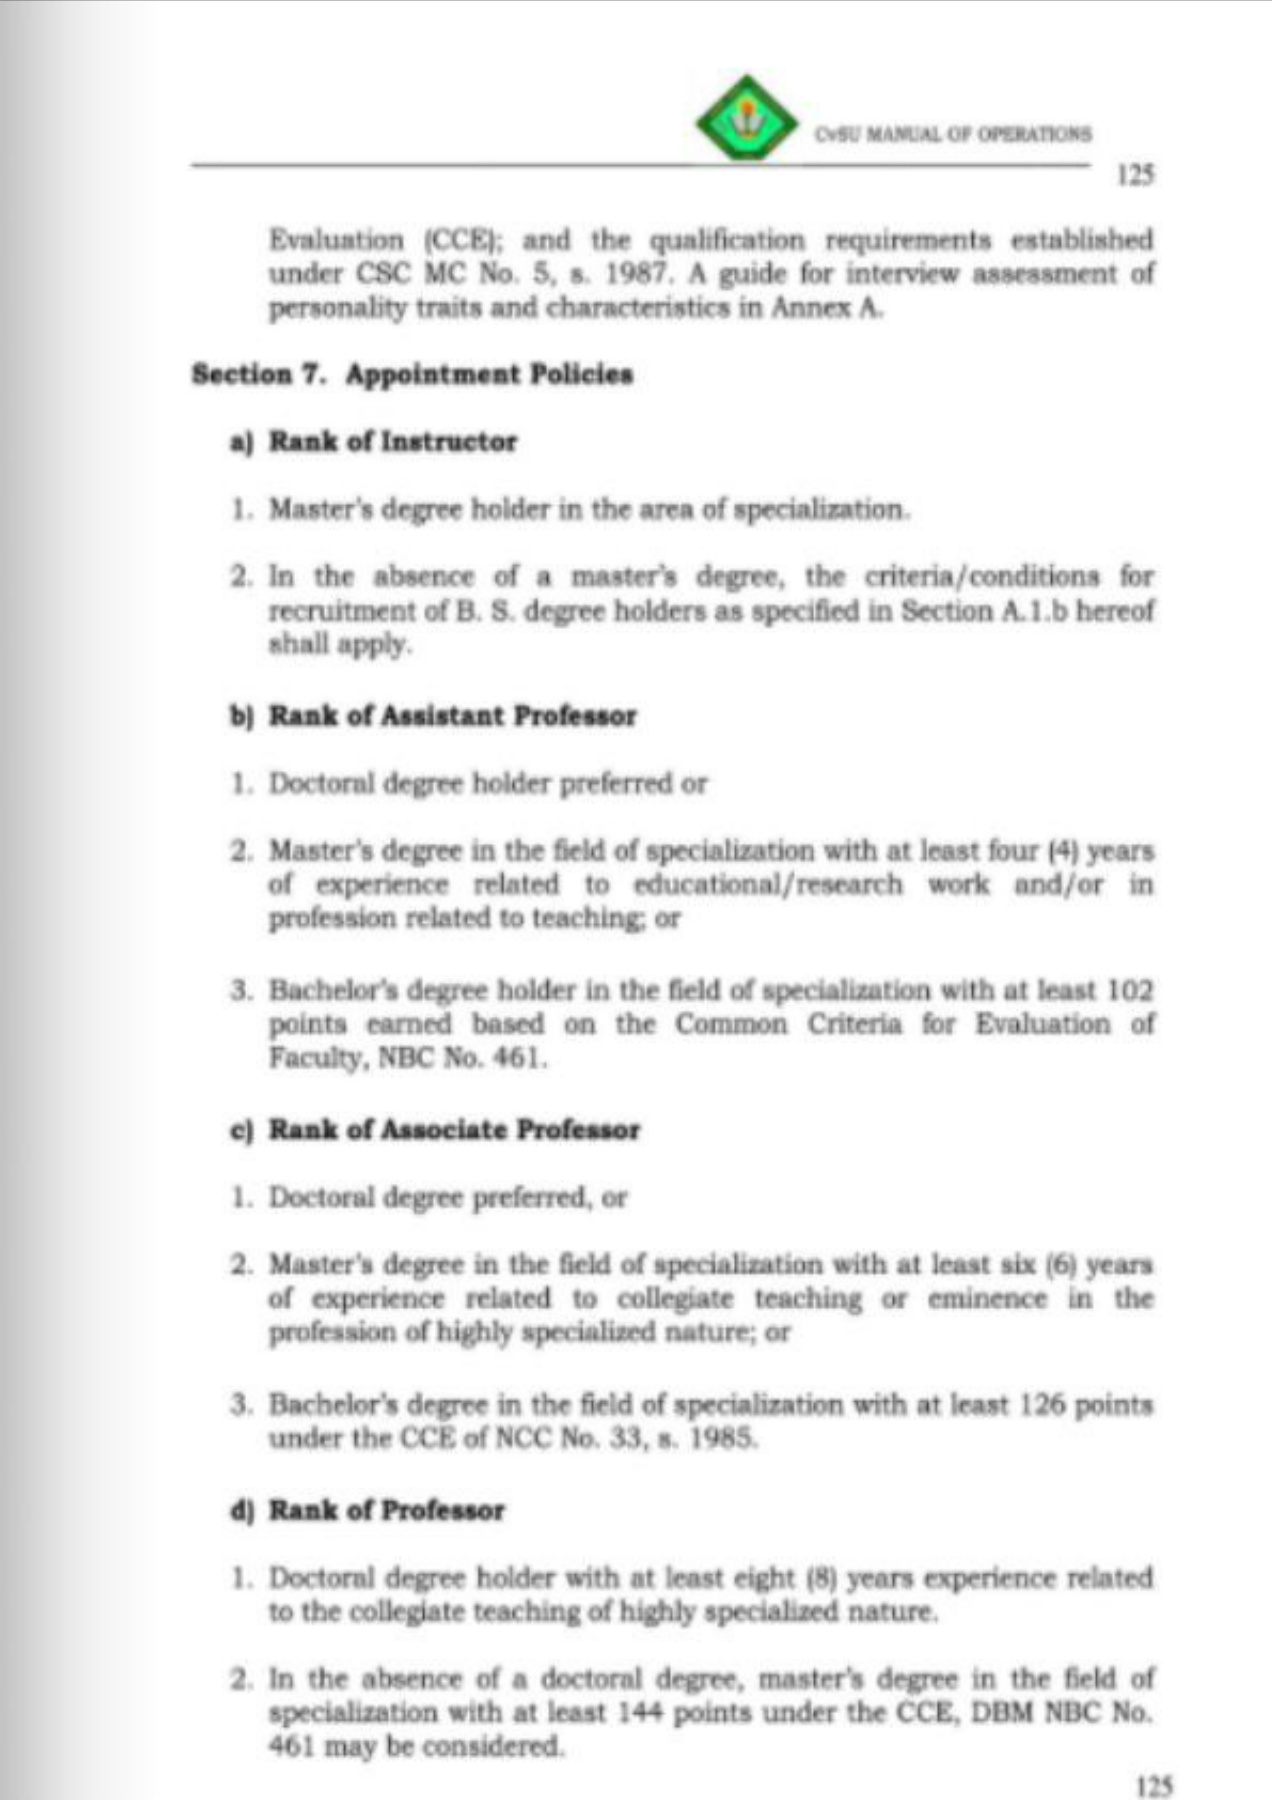 CvSU MANUAL OF OPERATIONS
125
Evaluation (CCE); and the qualification requirements established
under CSC MC No. 5, s. 1987. A guide for interview assessment of
personality traits and characteristics in Annex A.
Section 7. Appointment Policies
a) Rank of Instructor
1. Master's degree holder in the area of specialization.
2. In the absence of a master's degree, the criteria/conditions for
recruitment of B. S. degree holders as specified in Section A.1.b hereof
shall apply.
b) Rank of Assistant Professor
1. Doctoral degree holder preferred or
2. Master's degree in the field of specialization with at least four (4) years
of experience related to educational/research work and/or in
profession related to teaching; or
3. Bachelor's degree holder in the field of specialization with at least 102
points earned based on the Common Criteria for Evaluation of
Faculty, NBC No. 461.
c) Rank of Associate Professor
1. Doctoral degree preferred, or
2. Master's degree in the field of specialization with at least six (6) years
of experience related to collegiate teaching or eminence in the
profession of highly specialized nature; or
3. Bachelor's degree in the field of specialization with at least 126 points
under the CCE of NCC No. 33, s. 1985.
d) Rank of Professor
1. Doctoral degree holder with at least eight (8) years experience related
to the collegiate teaching of highly specialized nature.
2. In the absence of a doctoral degree, master's degree in the field of
specialization with at least 144 points under the CCE, DBM NBC No.
461 may be considered.
125